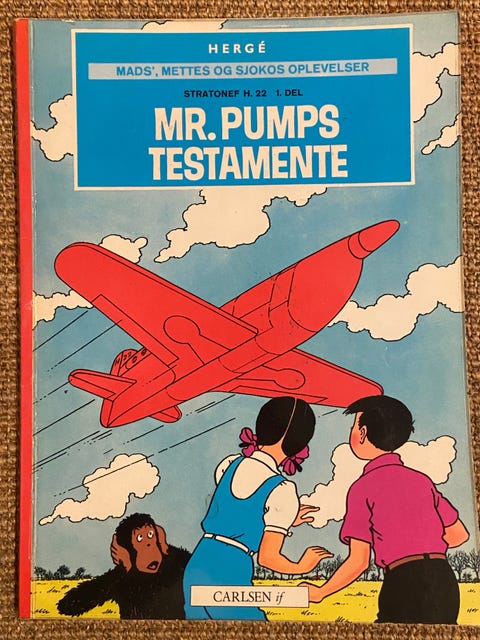 HERGÉ
MADS', METTES OG SJOKOS OPLEVELSER
STRATONEF H. 22 1. DEL
MR. PUMPS
TESTAMENTE
CARLSEN if